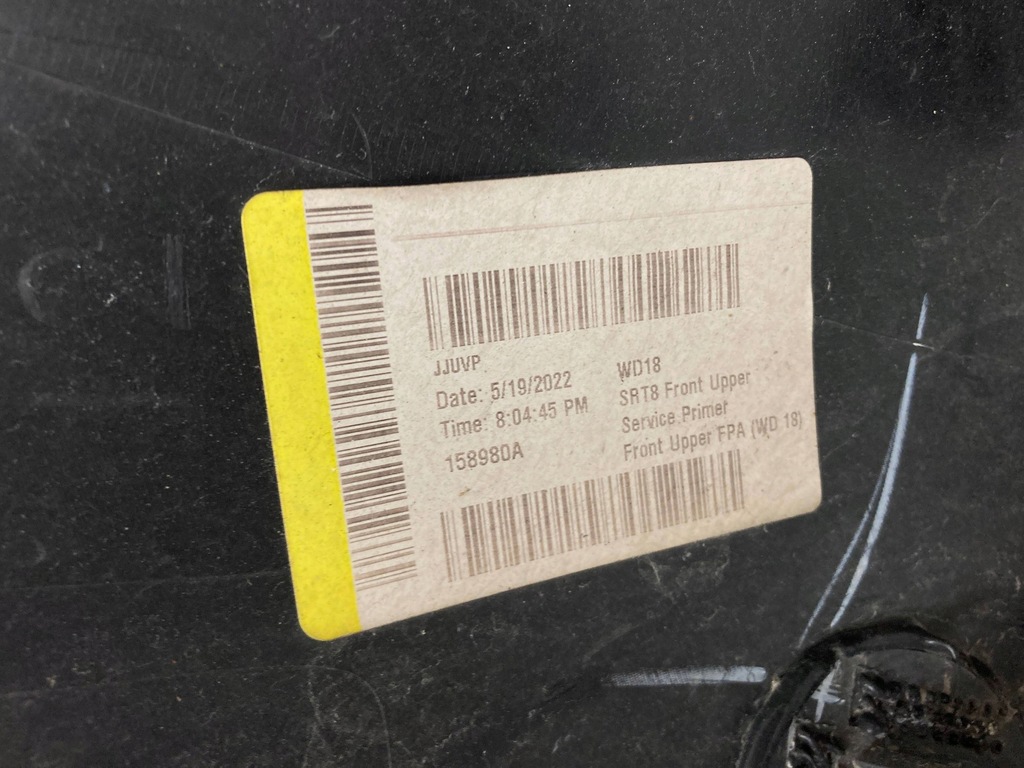 JJUVP
Date: 5/19/2022
Time: 8:04:45 PM
158980A
WD18
SRT8 Front Upper
Service Primer
Front Upper FPA (WD 18)